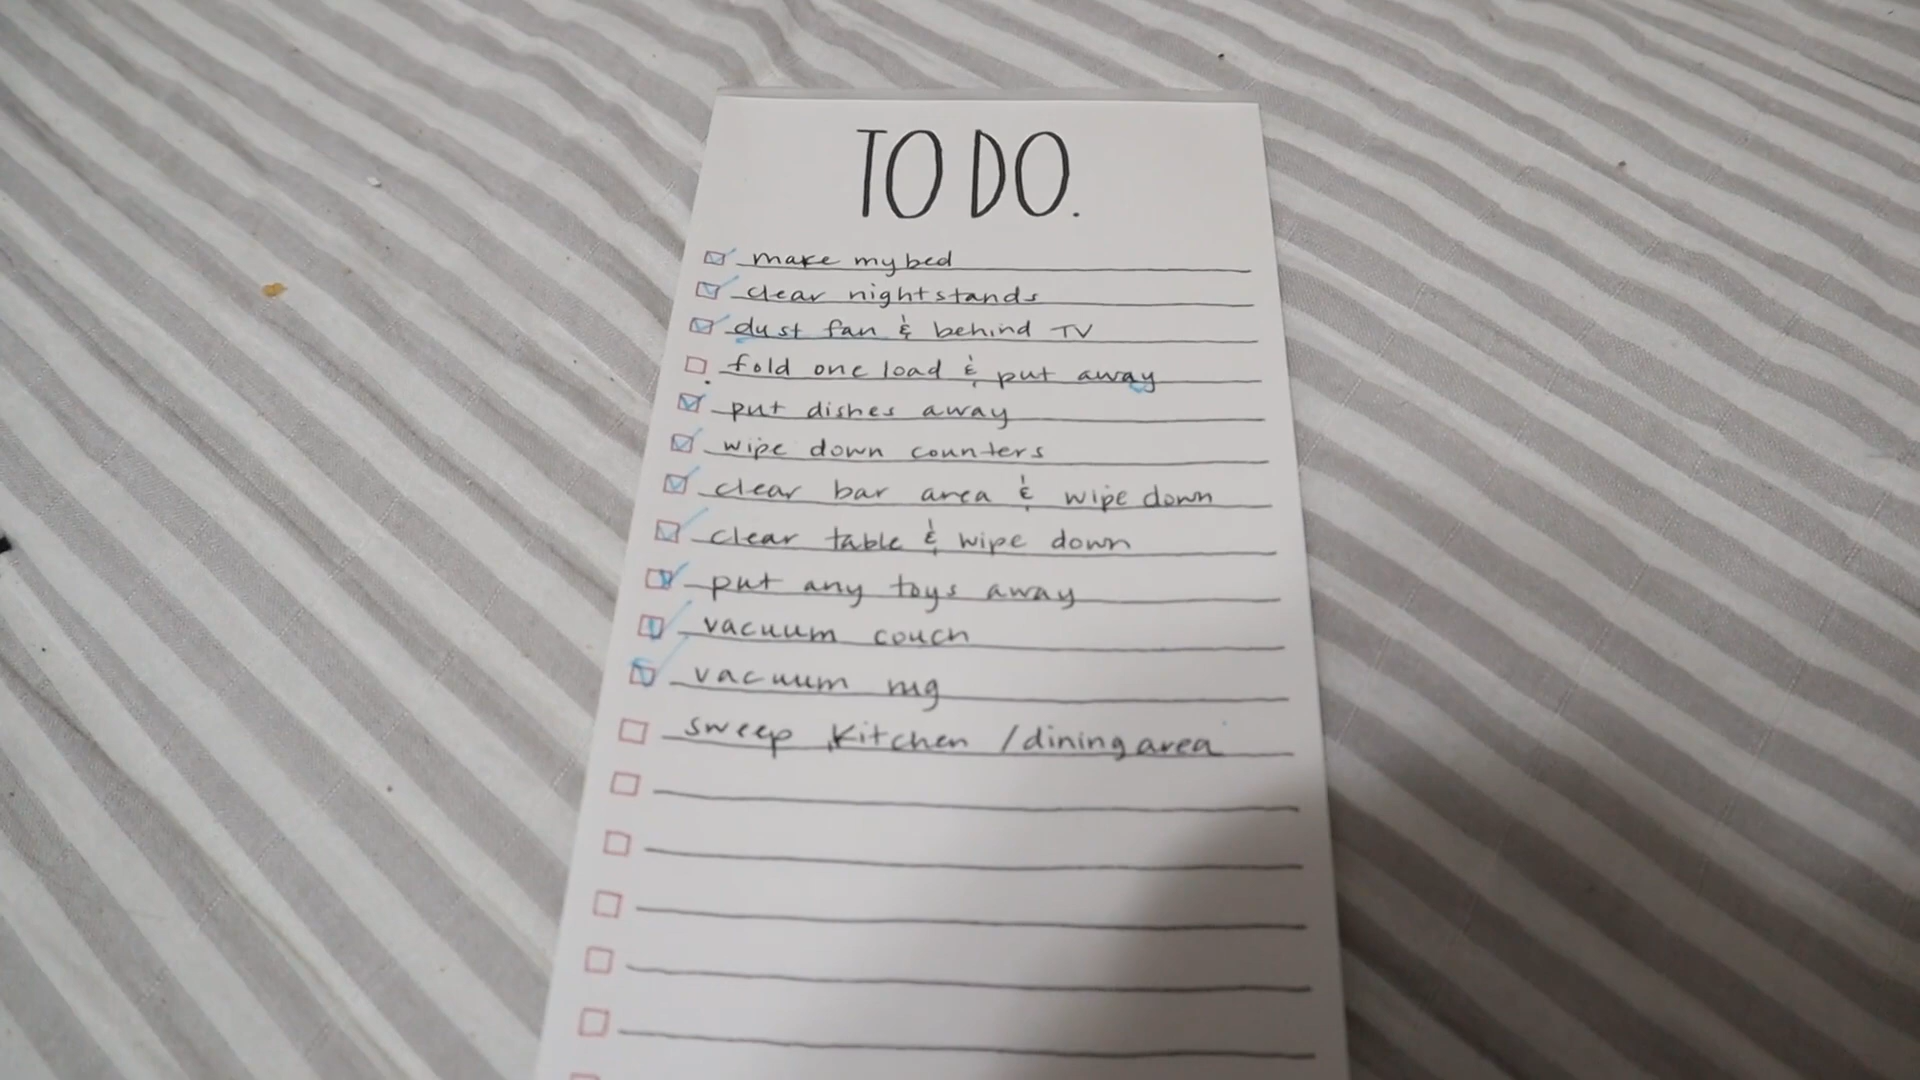 TO DO.
make my bed
clear nightstands
dust fan & behind TV
fold one load & put away
put dishes away
wipe down counters
clear bar area & wipe down
clear table & wipe down
put any toys away
vacuum couch
vacuum rug
sweep kitchen / dining area